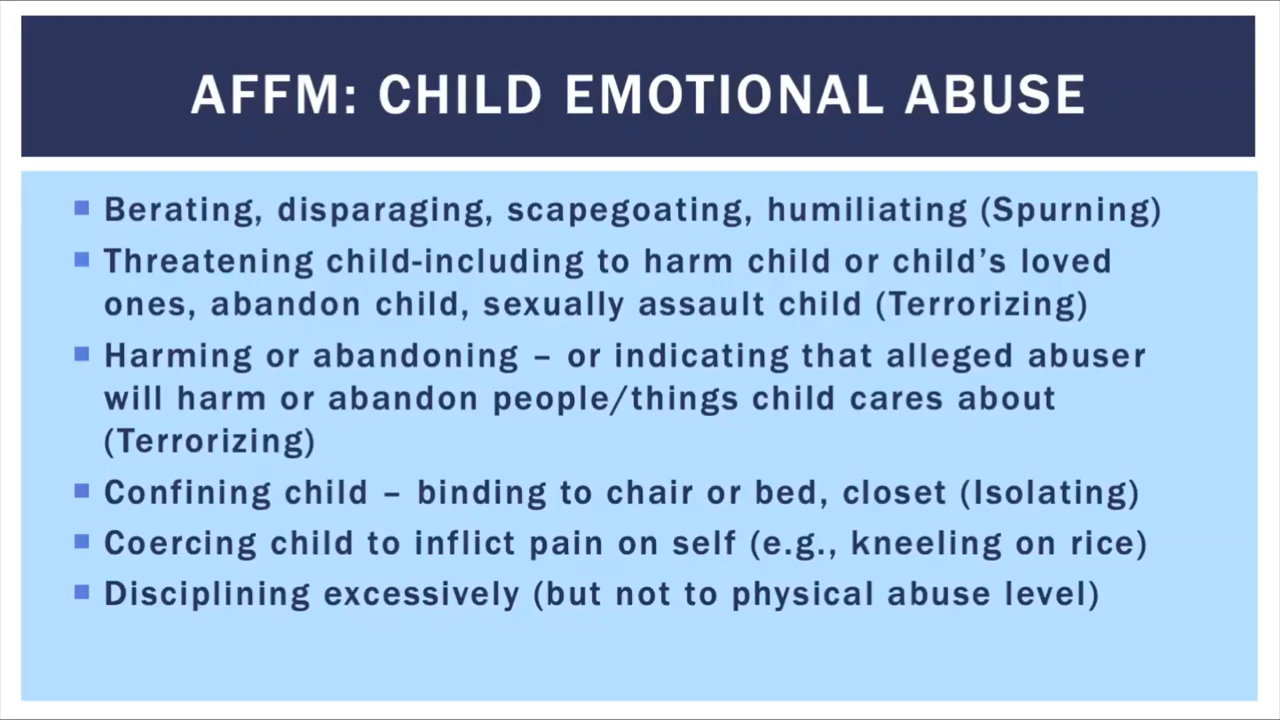 AFFM: CHILD EMOTIONAL ABUSE
Berating, disparaging, scapegoating, humiliating (Spurning)
Threatening child-including to harm child or child's loved
ones, abandon child, sexually assault child (Terrorizing)
Harming or abandoning – or indicating that alleged abuser
will harm or abandon people/things child cares about
(Terrorizing)
Confining child – binding to chair or bed, closet (Isolating)
Coercing child to inflict pain on self (e.g., kneeling on rice)
Disciplining excessively (but not to physical abuse level)